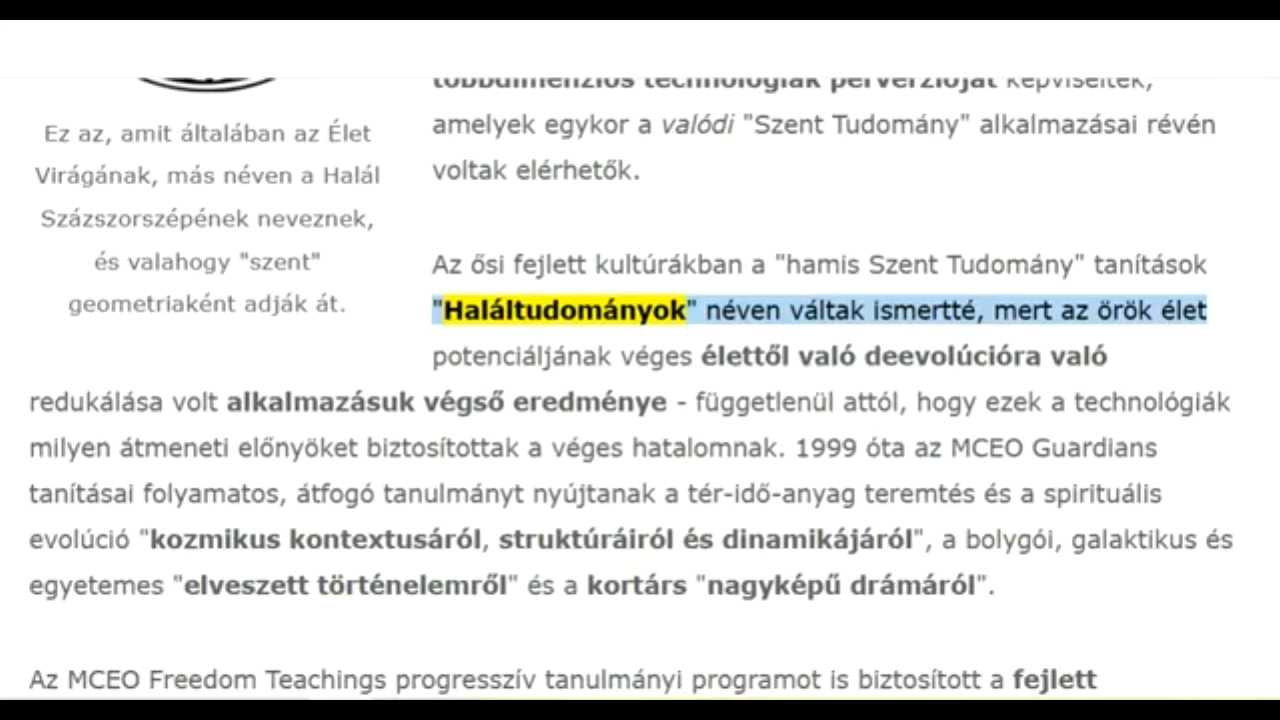 többdimenziós technológiák perverzióját képviselték,
amelyek egykor a valódi "Szent Tudomány" alkalmazásai révén
voltak elérhetők.
Ez az, amit általában az Élet
Virágának, más néven a Halál
Százszorszépének neveznek,
és valahogy "szent"
geometriaként adják át.
Az ősi fejlett kultúrákban a "hamis Szent Tudomány" tanítások
"Haláltudományok" néven váltak ismertté, mert az örök élet
potenciáljának véges élettől való deevolúcióra való
redukálása volt alkalmazásuk végső eredménye - függetlenül attól, hogy ezek a technológiák
milyen átmeneti előnyöket biztosítottak a véges hatalomnak. 1999 óta az MCEO Guardians
tanításai folyamatos, átfogó tanulmányt nyújtanak a tér-idő-anyag teremtés és a spirituális
evolúció "kozmikus kontextusáról, struktúráiról és dinamikájáról", a bolygói, galaktikus és
egyetemes "elveszett történelemről" és a kortárs "nagyképű drámáról".
Az MCEO Freedom Teachings progresszív tanulmányi programot is biztosított a fejlett